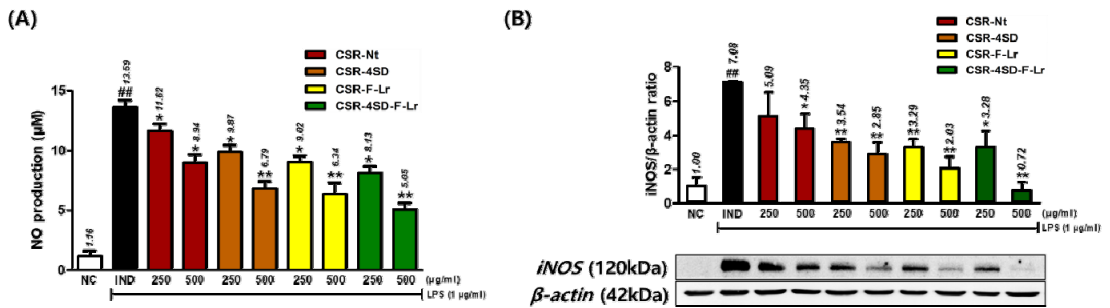 (A)
CSR-Nt
CSR-4SD
CSR-F-Lr
CSR-4SD-F-Lr
NO production (μM)
15
10
5
0
1.16
## 13.59
* 11.62
* 8.94
* 9.87
** 6.79
* 9.02
** 6.34
* 8.13
** 5.05
NC IND 250 500 250 500 250 500 250 500 (μg/ml)
LPS (1 μg/ml)
(B)
CSR-Nt
CSR-4SD
CSR-F-Lr
CSR-4SD-F-Lr
iNOS/β-actin ratio
8
6
4
2
0
1.00
## 7.08
5.09
* 4.35
** 3.54
** 2.85
** 3.29
** 2.03
* 3.28
** 0.72
NC IND 250 500 250 500 250 500 250 500 (μg/ml)
LPS (1 μg/ml)
iNOS (120kDa)
β-actin (42kDa)